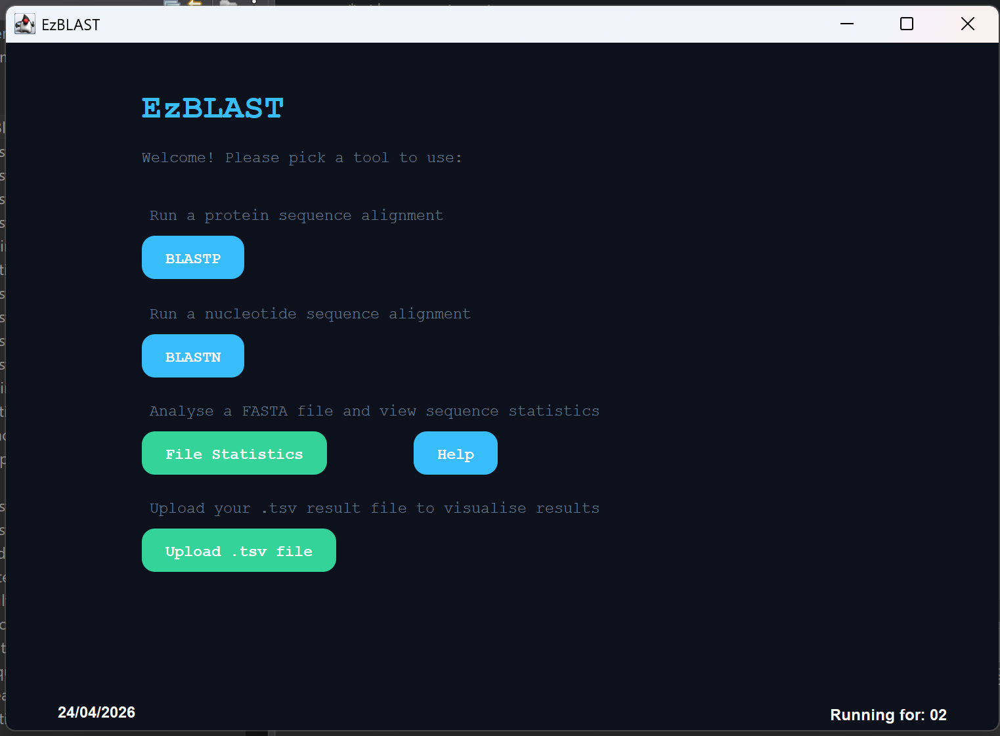 EzBLAST
EzBLAST
Welcome! Please pick a tool to use:
Run a protein sequence alignment
BLASTP
Run a nucleotide sequence alignment
BLASTN
Analyse a FASTA file and view sequence statistics
File Statistics
Help
Upload your .tsv result file to visualise results
Upload .tsv file
24/04/2026
Running for: 02